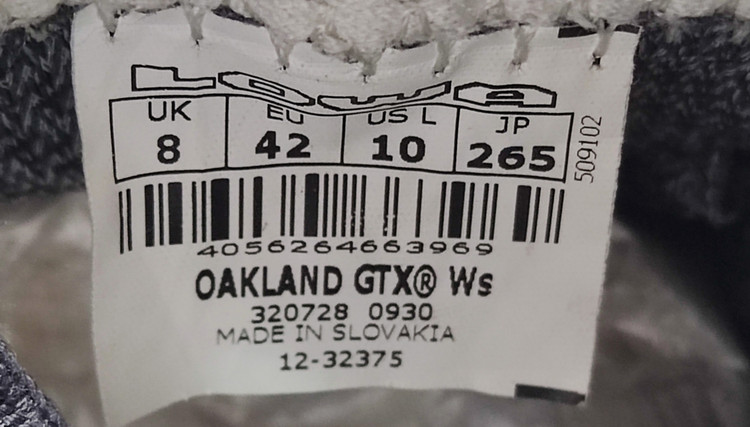 LOWA
UK EU US L JP
8 42 10 265
509102
4056264663969
OAKLAND GTX® Ws
320728 0930
MADE IN SLOVAKIA
12-32375